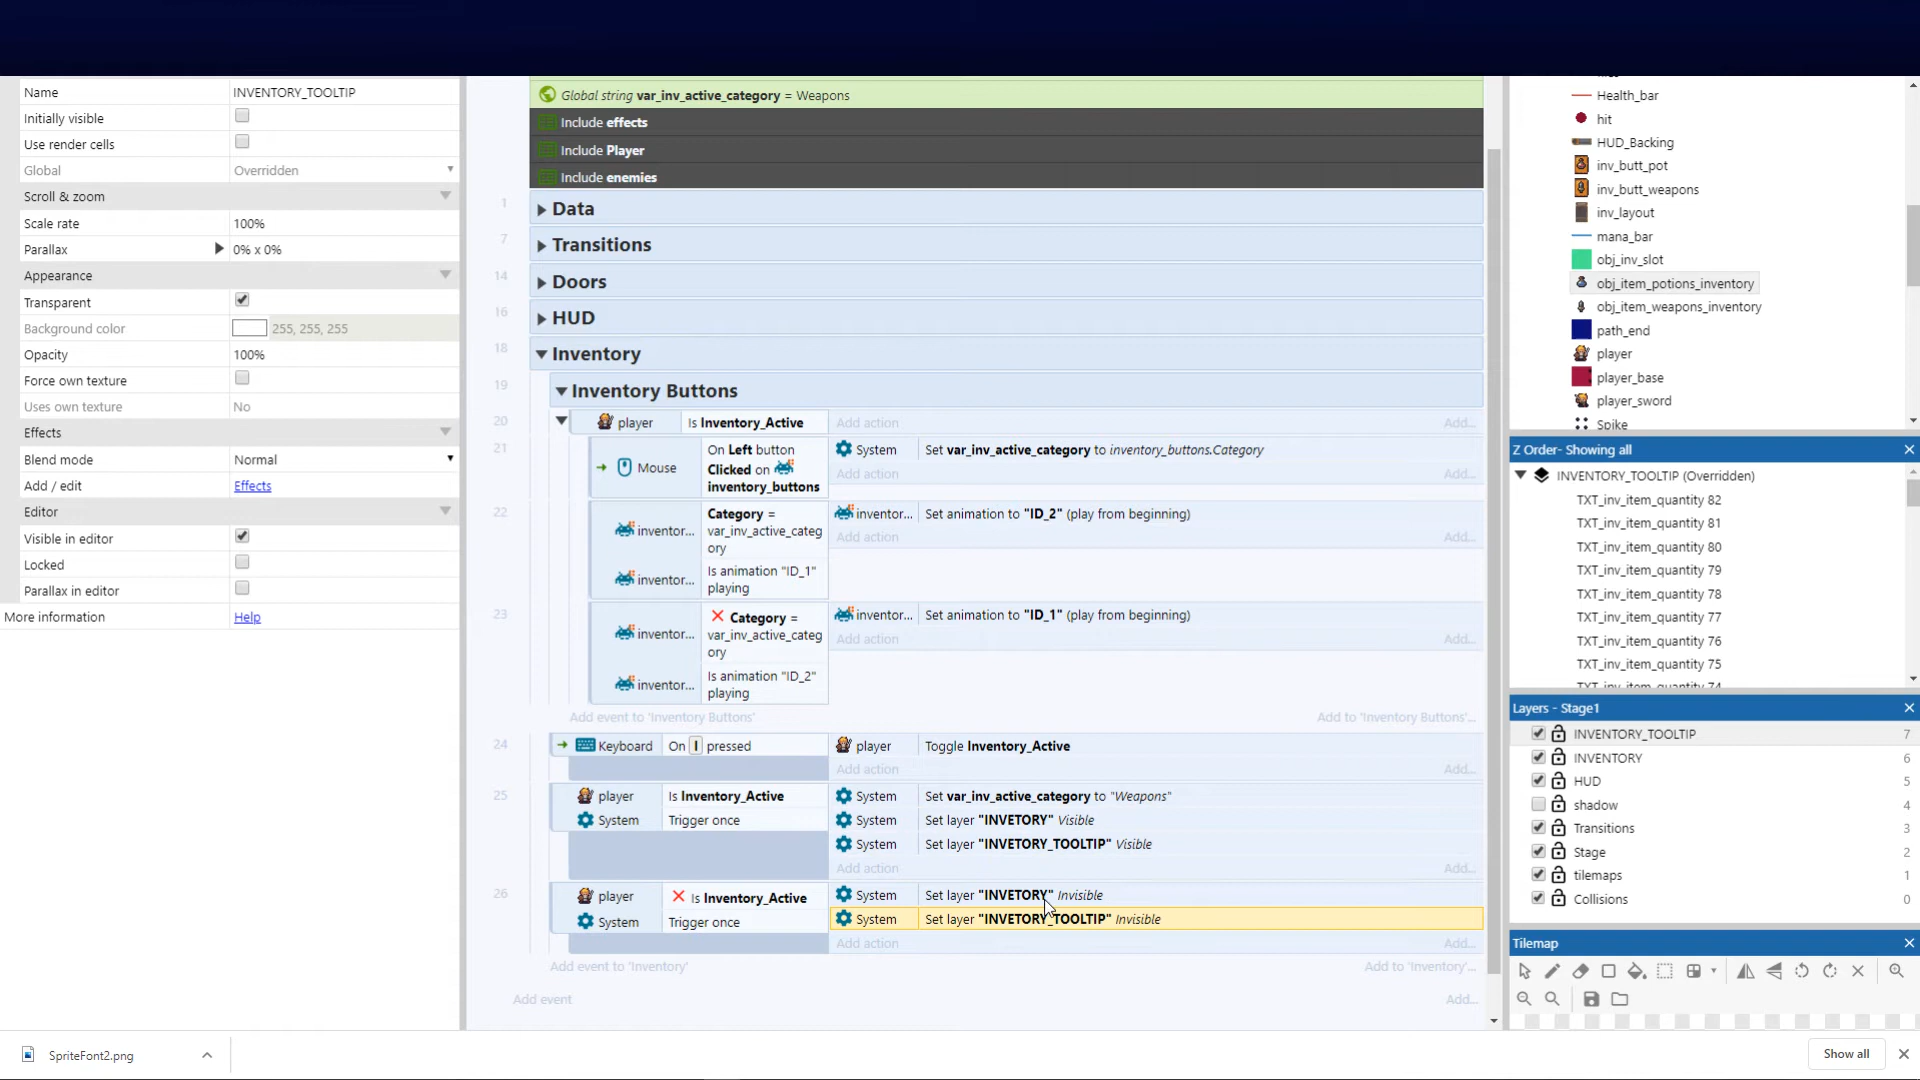 Name INVENTORY_TOOLTIP
Initially visible
Use render cells
Global Overridden
Scroll & zoom
Scale rate 100%
Parallax 0% x 0%
Appearance
Transparent
Background color 255, 255, 255
Opacity 100%
Force own texture
Uses own texture No
Effects
Blend mode Normal
Add / edit Effects
Editor
Visible in editor
Locked
Parallax in editor
More information Help
Global string var_inv_active_category = Weapons
Include effects
Include Player
Include enemies
1 Data
7 Transitions
14 Doors
16 HUD
18 Inventory
19 Inventory Buttons
20 player Is Inventory_Active Add action Add...
21 Mouse On Left button
Clicked on
inventory_buttons
System Set var_inv_active_category to inventory_buttons.Category
Add action Add...
22 inventor... Category =
var_inv_active_categ
ory
inventor... Is animation "ID_1"
playing
inventor... Set animation to "ID_2" (play from beginning)
Add action Add...
23 inventor... Category =
var_inv_active_categ
ory
inventor... Is animation "ID_2"
playing
inventor... Set animation to "ID_1" (play from beginning)
Add action Add...
Add event to 'Inventory Buttons' Add to 'Inventory Buttons'...
24 Keyboard On I pressed player Toggle Inventory_Active
Add action Add...
25 player Is Inventory_Active System Set var_inv_active_category to "Weapons"
System Trigger once System Set layer "INVETORY" Visible
System Set layer "INVETORY_TOOLTIP" Visible
Add action Add...
26 player Is Inventory_Active System Set layer "INVETORY" Invisible
System Trigger once System Set layer "INVETORY_TOOLTIP" Invisible
Add action Add...
Add event to 'Inventory' Add to 'Inventory'...
Add event Add...
Health_bar
hit
HUD_Backing
inv_butt_pot
inv_butt_weapons
inv_layout
mana_bar
obj_inv_slot
obj_item_potions_inventory
obj_item_weapons_inventory
path_end
player
player_base
player_sword
Spike
Z Order- Showing all
INVENTORY_TOOLTIP (Overridden)
TXT_inv_item_quantity 82
TXT_inv_item_quantity 81
TXT_inv_item_quantity 80
TXT_inv_item_quantity 79
TXT_inv_item_quantity 78
TXT_inv_item_quantity 77
TXT_inv_item_quantity 76
TXT_inv_item_quantity 75
TXT_inv_item_quantity 74
Layers - Stage1
INVENTORY_TOOLTIP 7
INVENTORY 6
HUD 5
shadow 4
Transitions 3
Stage 2
tilemaps 1
Collisions 0
Tilemap
SpriteFont2.png
Show all